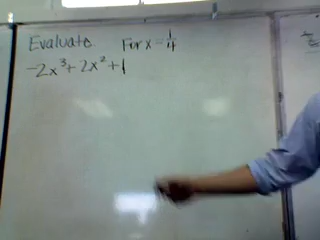 Evaluate For x = 1/4
-2x³+2x²+1